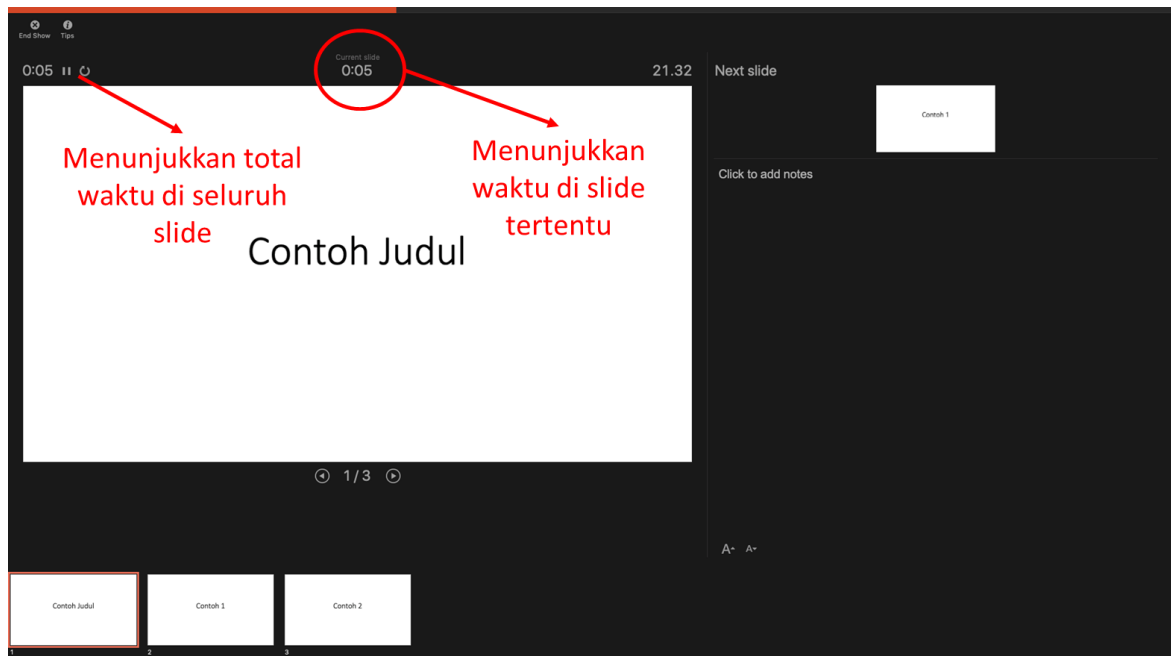 End Show Tips
Current slide
0:05 0:05 21.32 Next slide
Contoh 1
Menunjukkan total
waktu di seluruh
slide
Menunjukkan
waktu di slide
tertentu
Click to add notes
Contoh Judul
1/3
A A
Contoh Judul
Contoh 1
Contoh 2
1 2 3